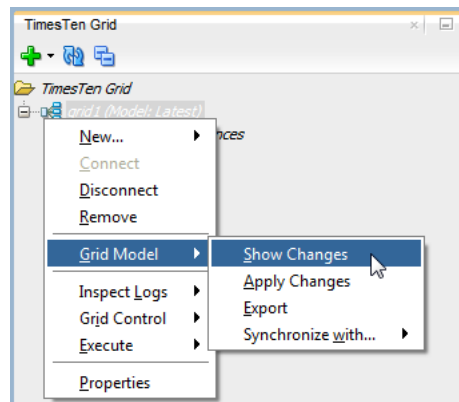 TimesTen Grid
TimesTen Grid
grid1 (Model: Latest)
New...
nces
Connect
Disconnect
Remove
Grid Model
Show Changes
Apply Changes
Inspect Logs
Export
Grid Control
Synchronize with...
Execute
Properties